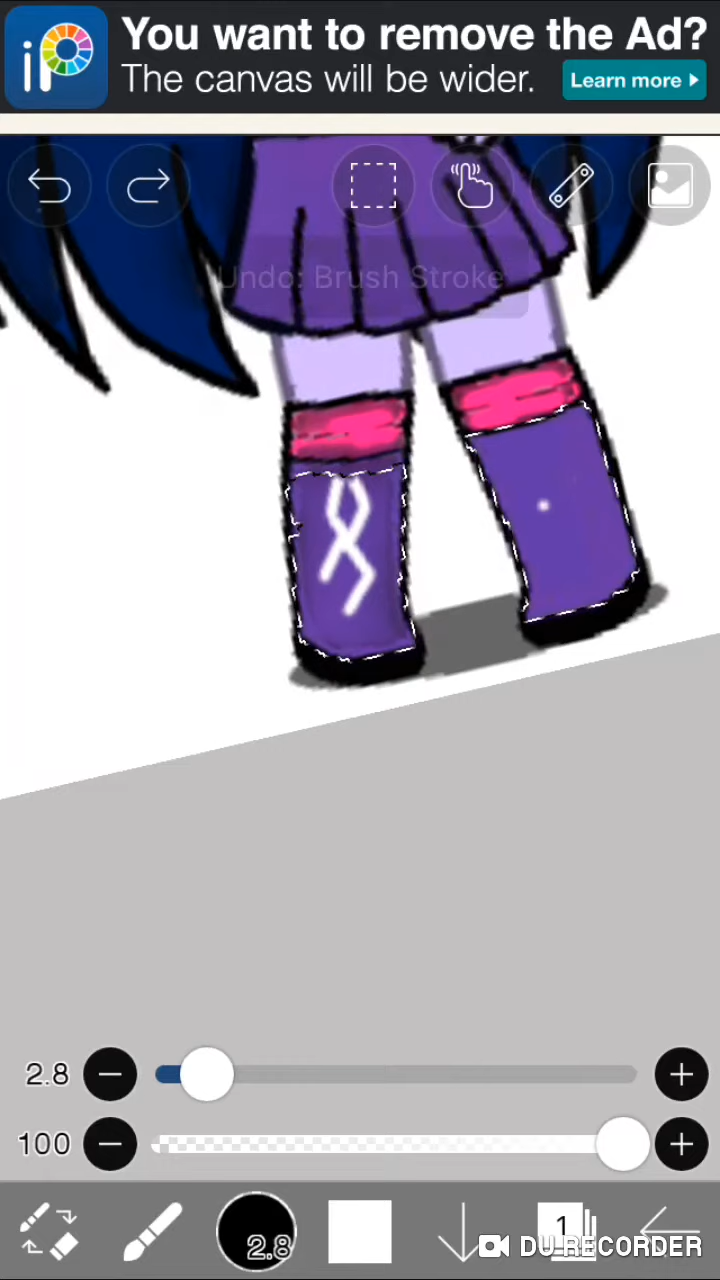 iP
You want to remove the Ad?
The canvas will be wider.
Learn more
Undo: Brush Stroke
2.8
100
2.8
1
DU RECORDER